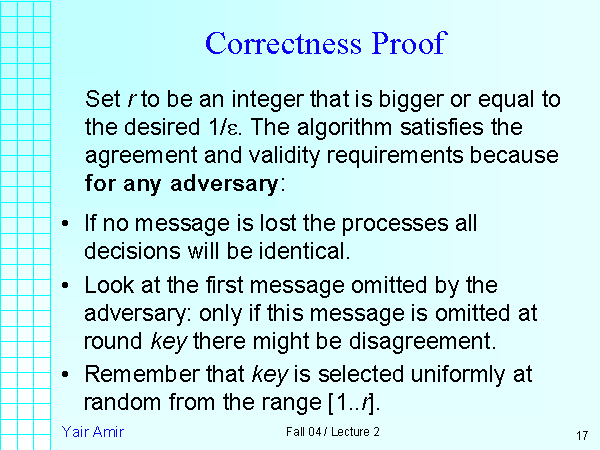 Correctness Proof
Set r to be an integer that is bigger or equal to
the desired 1/ε. The algorithm satisfies the
agreement and validity requirements because
for any adversary:
• If no message is lost the processes all
decisions will be identical.
• Look at the first message omitted by the
adversary: only if this message is omitted at
round key there might be disagreement.
• Remember that key is selected uniformly at
random from the range [1..r].
Yair Amir
Fall 04 / Lecture 2
17